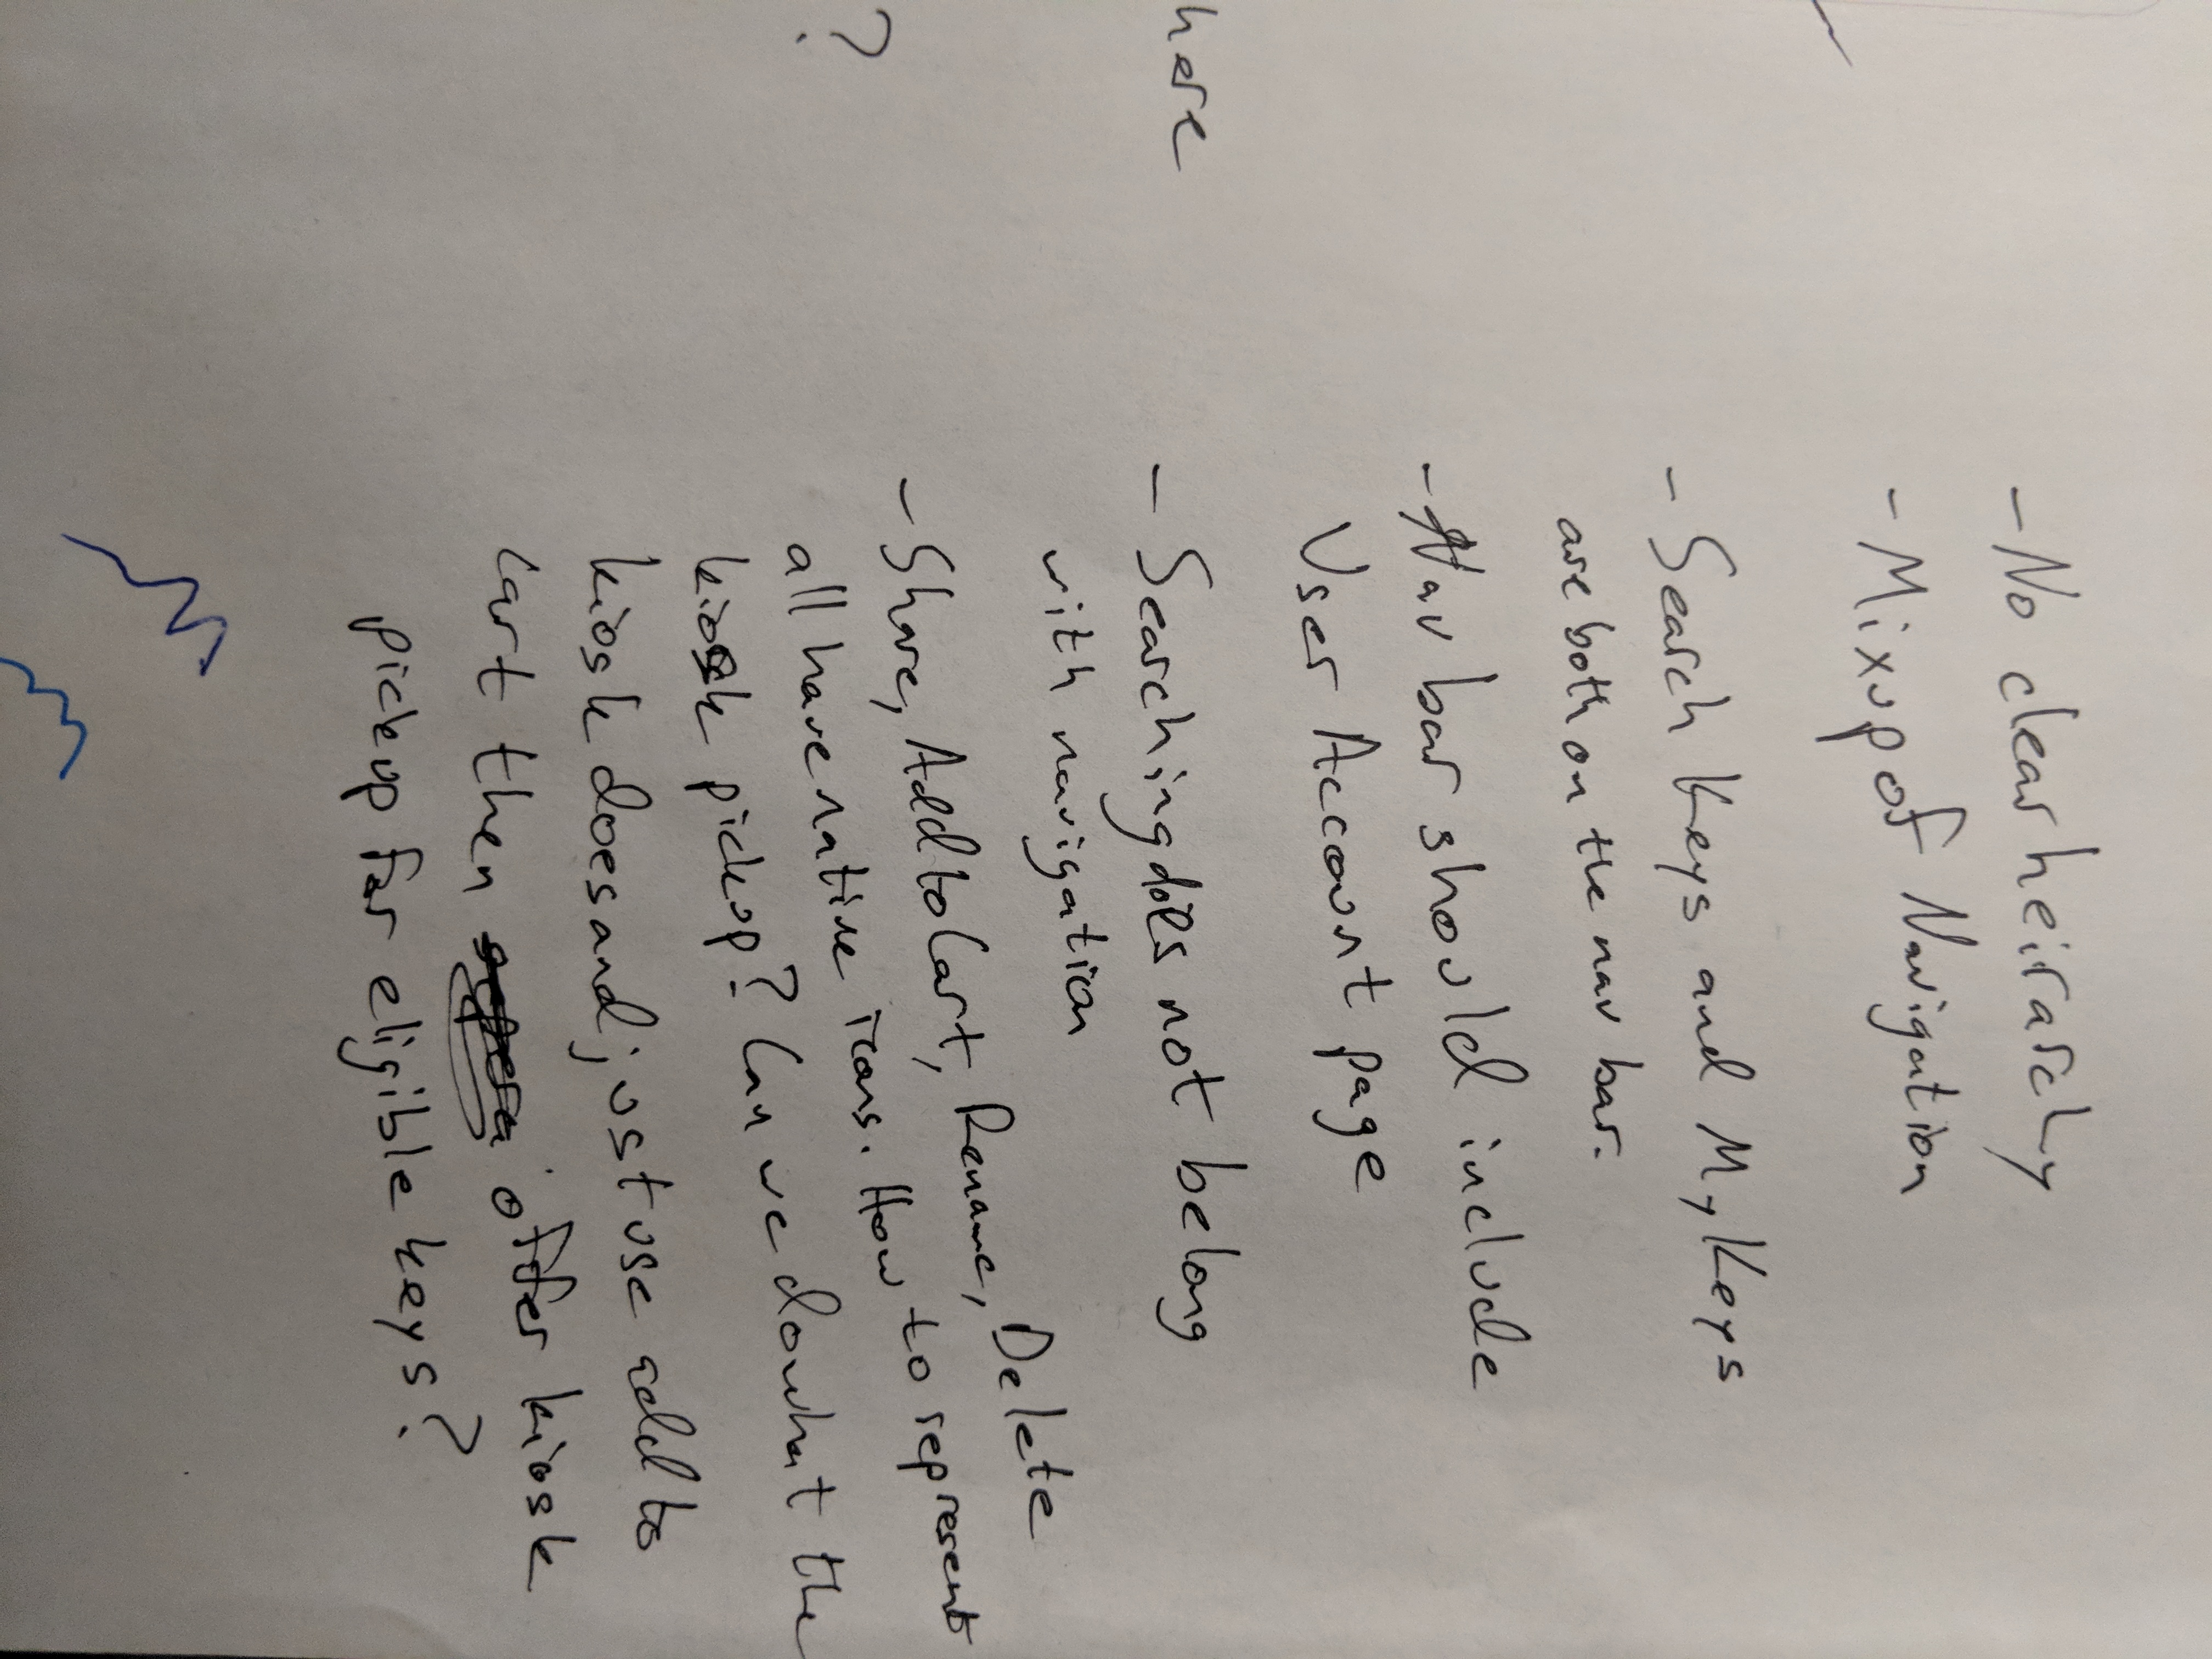 - No clear heirarchy
- Mixup of Navigation
- Search Keys and My Keys
are both on the nav bar.
- Nav bar should include
User Account page
here
- Searching does not belong
with navigation
?
- Share, Add to Cart, Rename, Delete
all have native icons. How to represent
kiosk pickup? Can we do what the
kiosk does and just use add to
cart then offer kiosk
pickup for eligible keys?